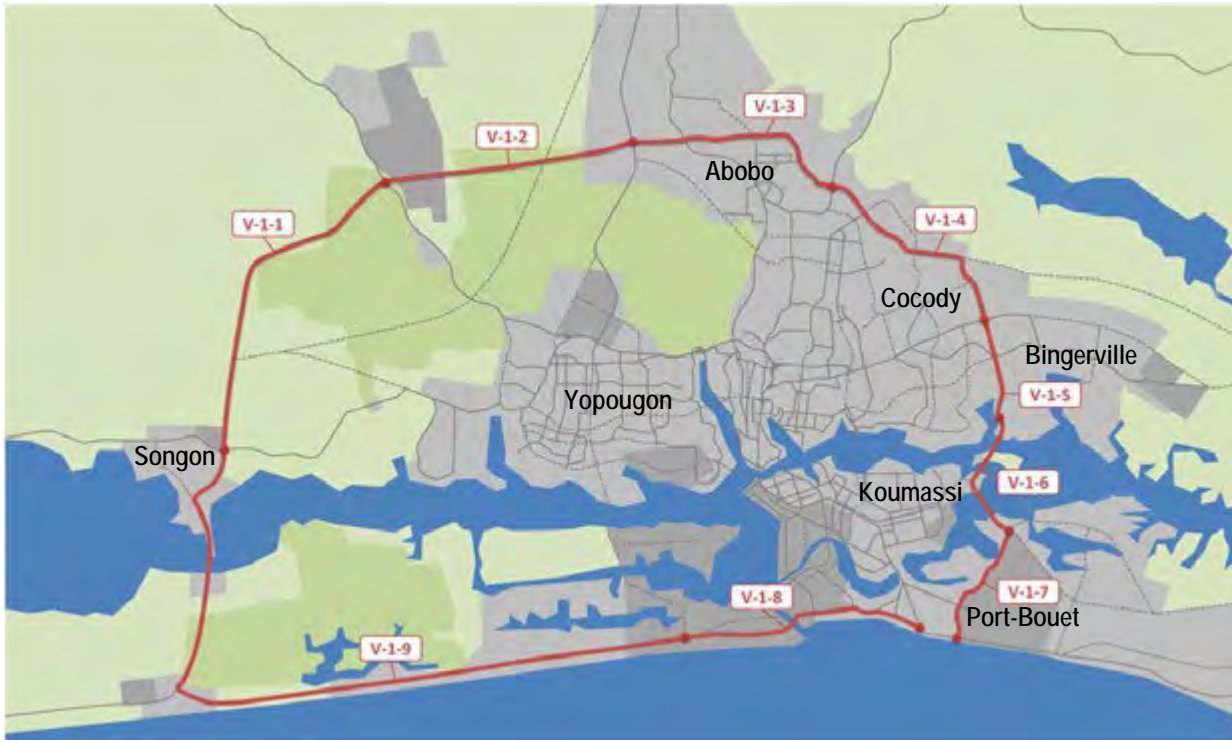 V-1-3
V-1-2
Abobo
V-1-1
V-1-4
Cocody
Bingerville
V-1-5
Yopougon
Songon
Koumassi
V-1-6
V-1-7
V-1-8
Port-Bouet
V-1-9